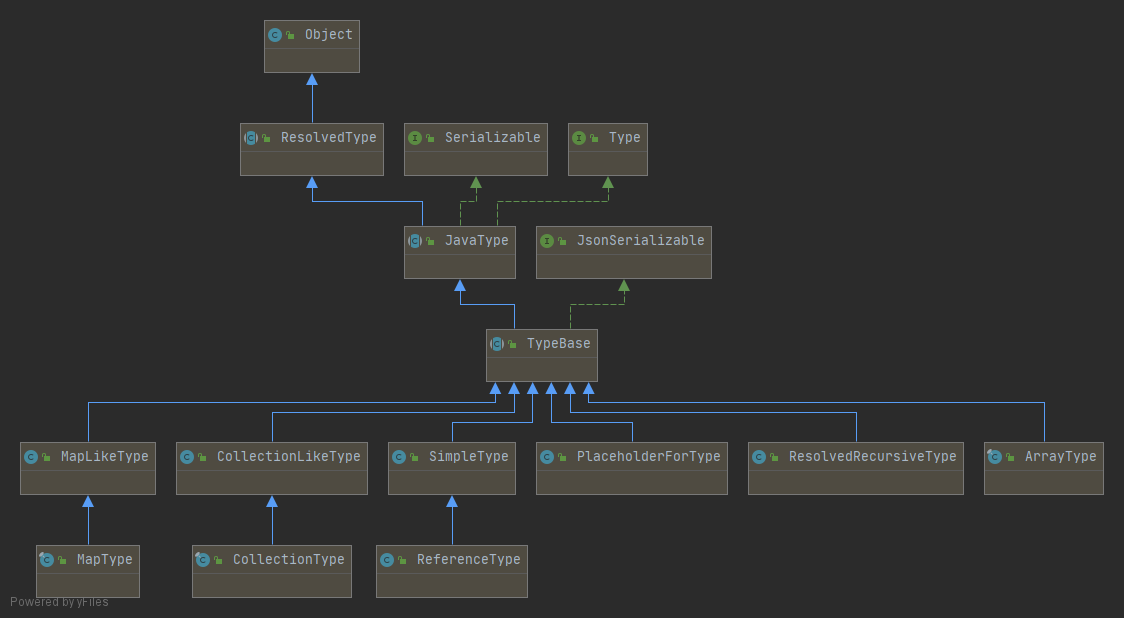 Object
ResolvedType
Serializable
Type
JavaType
JsonSerializable
TypeBase
MapLikeType
CollectionLikeType
SimpleType
PlaceholderForType
ResolvedRecursiveType
ArrayType
MapType
CollectionType
ReferenceType
Powered by yFiles